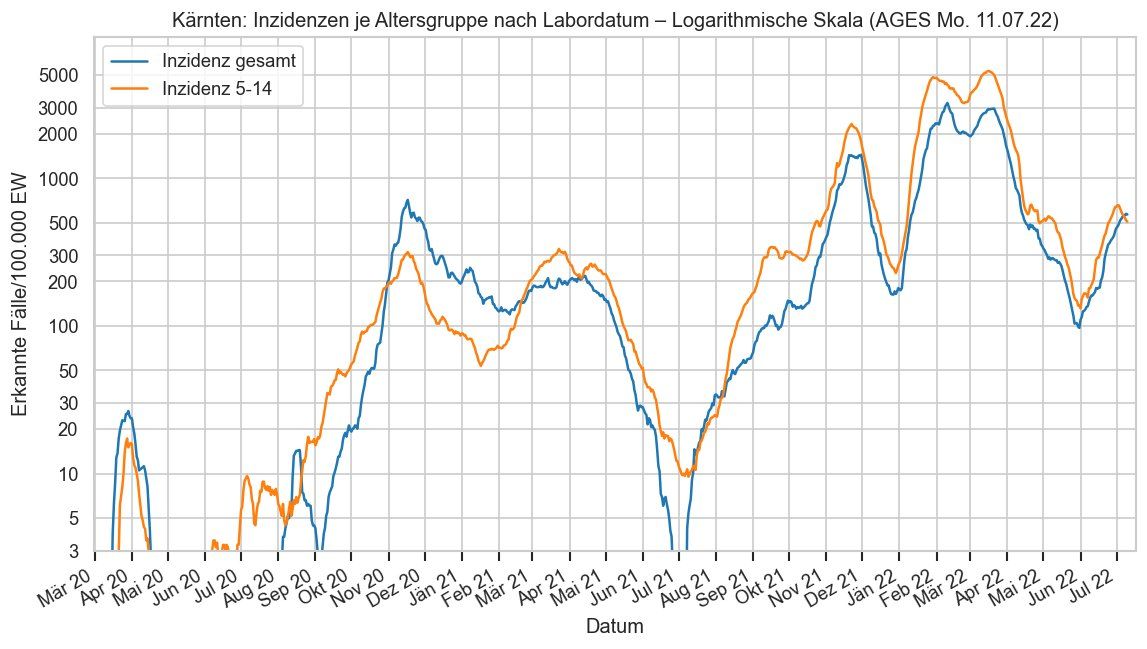 Kärnten: Inzidenzen je Altersgruppe nach Labordatum – Logarithmische Skala (AGES Mo. 11.07.22)
Inzidenz gesamt
Inzidenz 5-14
Erkannte Fälle/100.000 EW
5000
3000
2000
1000
500
300
200
100
50
30
20
10
5
3
Mär 20
Apr 20
Mai 20
Jun 20
Jul 20
Aug 20
Sep 20
Okt 20
Nov 20
Dez 20
Jän 21
Feb 21
Mär 21
Apr 21
Mai 21
Jun 21
Jul 21
Aug 21
Sep 21
Okt 21
Nov 21
Dez 21
Jän 22
Feb 22
Mär 22
Apr 22
Mai 22
Jun 22
Jul 22
Datum